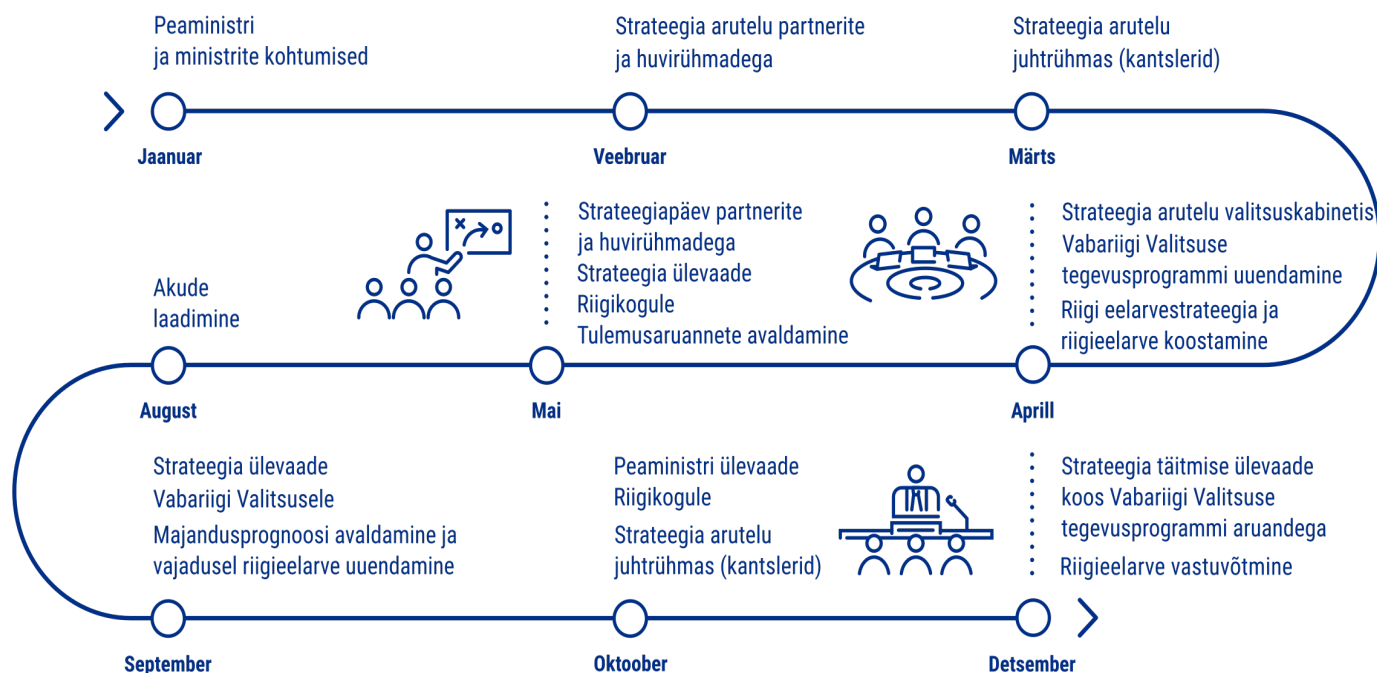 Peaministri
ja ministrite kohtumised
Jaanuar
Strateegia arutelu partnerite
ja huvirühmadega
Veebruar
Strateegia arutelu
juhtrühmas (kantslerid)
Märts
Strateegia arutelu valitsuskabinetis
Vabariigi Valitsuse
tegevusprogrammi uuendamine
Riigi eelarvestrateegia ja
riigieelarve koostamine
Aprill
Strateegiapäev partnerite
ja huvirühmadega
Strateegia ülevaade
Riigikogule
Tulemusaruannete avaldamine
Mai
Akude
laadimine
August
Strateegia ülevaade
Vabariigi Valitsusele
Majandusprognoosi avaldamine ja
vajadusel riigieelarve uuendamine
September
Peaministri ülevaade
Riigikogule
Strateegia arutelu
juhtrühmas (kantslerid)
Oktoober
Strateegia täitmise ülevaade
koos Vabariigi Valitsuse
tegevusprogrammi aruandega
Riigieelarve vastuvõtmine
Detsember